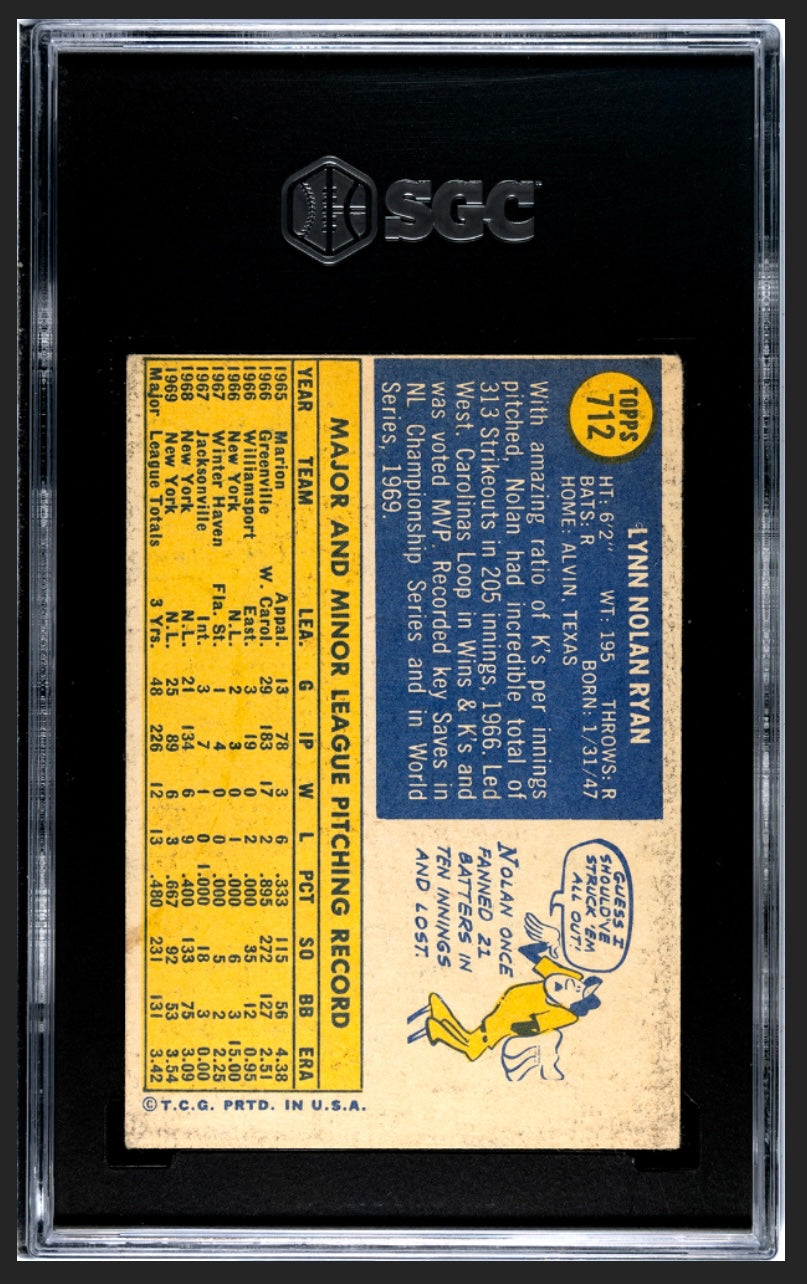 SGC
TOPPS
712
LYNN NOLAN RYAN
HT: 6'2" WT: 195 THROWS: R
BATS: R BORN: 1/31/47
HOME: ALVIN, TEXAS
With amazing ratio of K's per innings
pitched, Nolan had incredible total of
313 Strikeouts in 205 innings, 1966. Led
West. Carolinas Loop in Wins & K's and
was voted MVP. Recorded key Saves in
NL Championship Series and in World
Series, 1969.
GUESS I
SHOULD'VE
STRUCK 'EM
ALL OUT!
NOLAN ONCE
FANNED 21
BATTERS IN
TEN INNINGS
AND LOST.
MAJOR AND MINOR LEAGUE PITCHING RECORD
YEAR TEAM LEA. G IP W L PCT SO BB ERA
1965 Marion Appal. 13 78 3 6 .333 115 56 4.38
1966 Greenville W. Carol. 29 183 17 2 .895 272 127 2.51
1966 Williamsport East. 3 19 0 2 .000 35 12 0.95
1966 New York N.L. 2 3 0 1 .000 6 3 15.00
1967 Winter Haven Fla. St. 1 4 0 0 .000 5 2 2.25
1967 Jacksonville Int. 3 7 1 0 1.000 18 3 0.00
1968 New York N.L. 21 134 6 9 .400 133 75 3.09
1969 New York N.L. 25 89 6 3 .667 92 53 3.54
Major League Totals 3 Yrs. 48 226 12 13 .480 231 131 3.42
©T.C.G. PRTD. IN U.S.A.